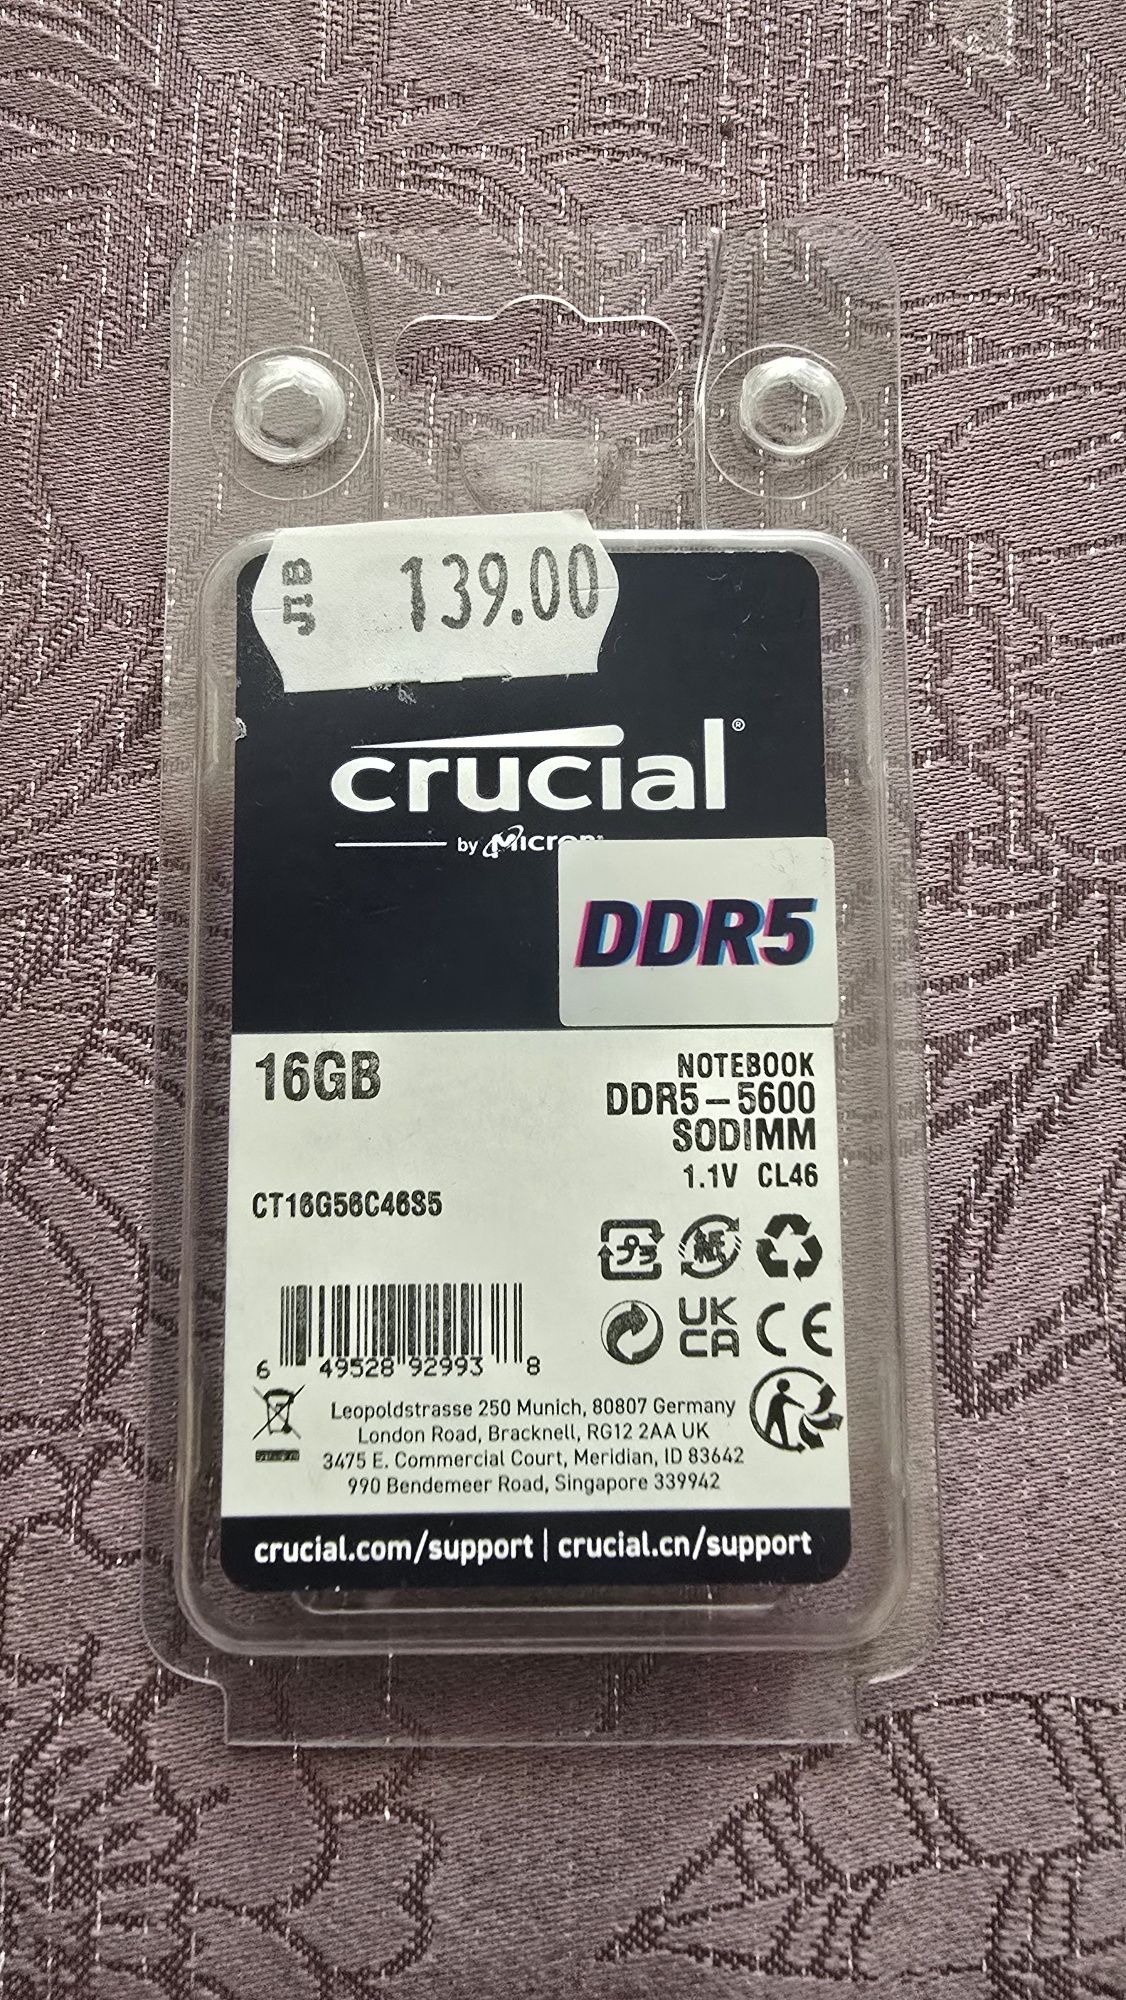 ЛВ 139.00
crucial®
by Micron
DDR5
16GB
NOTEBOOK
DDR5-5600
SODIMM
1.1V CL46
CT16G56C46S5
UK
CA
CE
6 49528 92993 8
Leopoldstrasse 250 Munich, 80807 Germany
London Road, Bracknell, RG12 2AA UK
3475 E. Commercial Court, Meridian, ID 83642
990 Bendemeer Road, Singapore 339942
crucial.com/support | crucial.cn/support